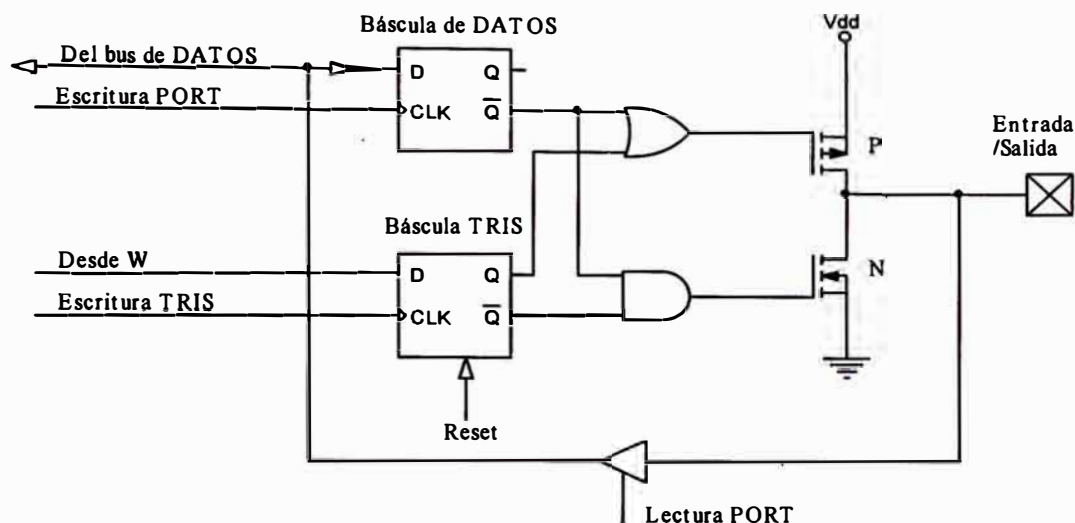 Báscula de DATOS
Vdd
Del bus de DATOS
D
Q
Escritura PORT
CLK
Q̅
Entrada
/Salida
P
Báscula TRIS
Desde W
D
Q
N
Escritura TRIS
CLK
Q̅
Reset
Lectura PORT